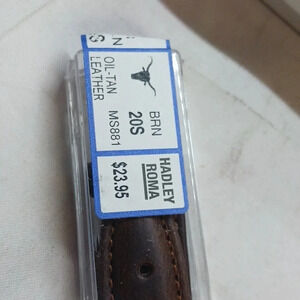 BRN
20S
OIL-TAN
LEATHER MS881
HADLEY
ROMA
$23.95